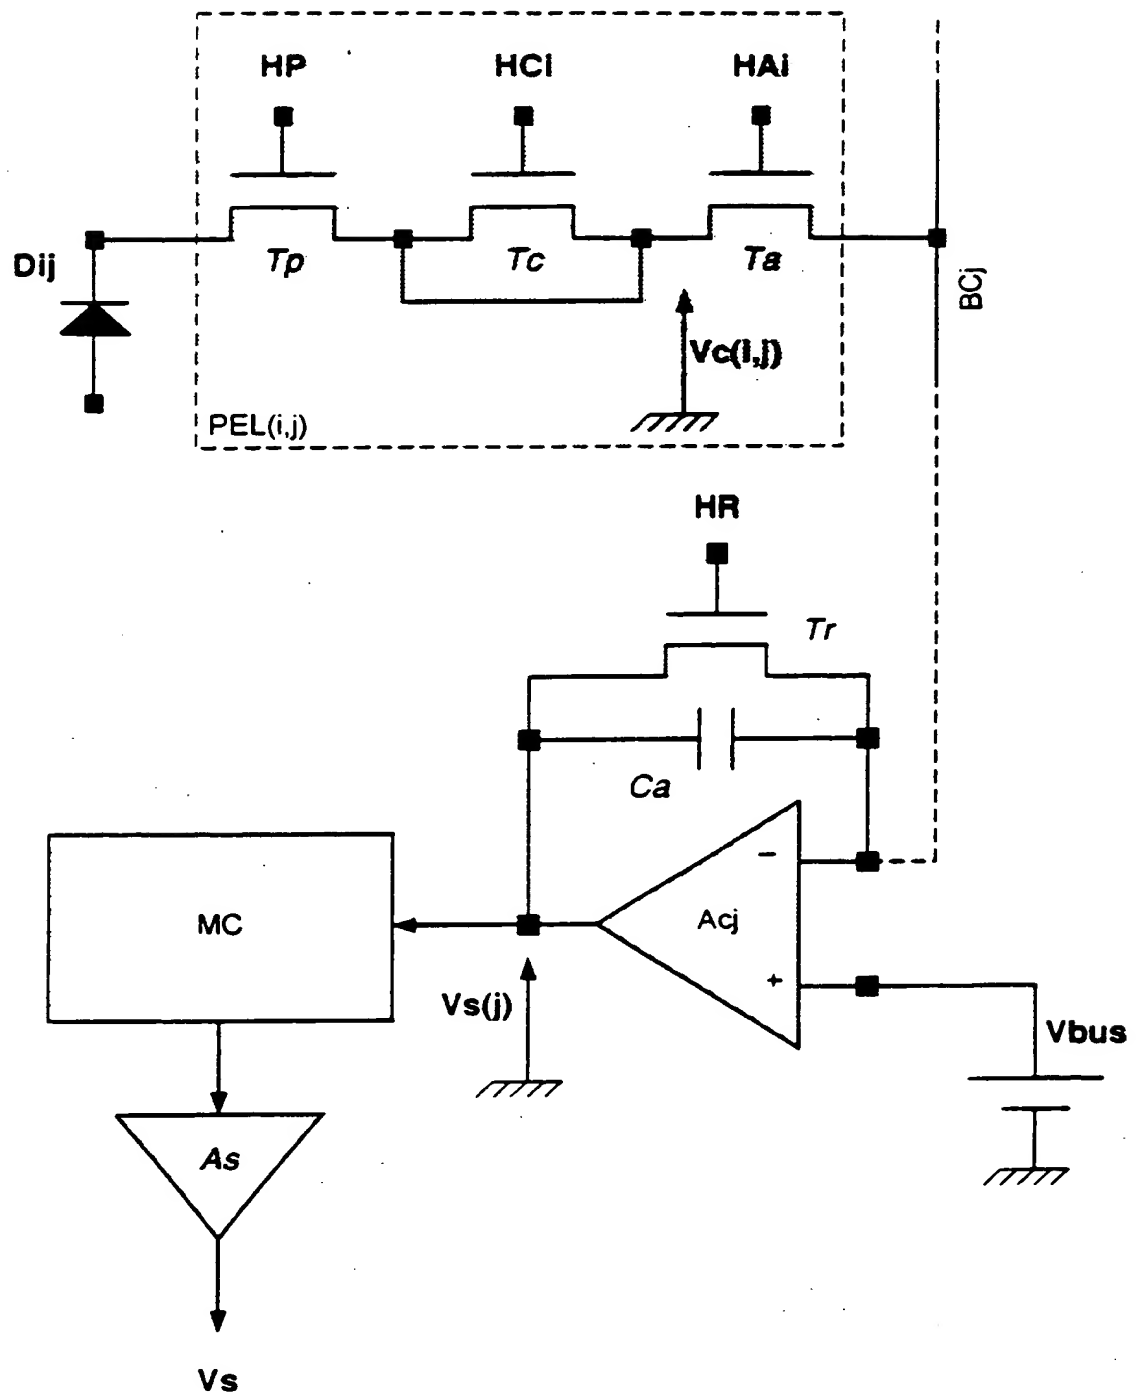 HP
HCi
HAi
Dij
Tp
Tc
Ta
BCj
Vc(i,j)
PEL(i,j)
HR
Tr
Ca
−
MC
Acj
+
Vs(j)
Vbus
As
Vs